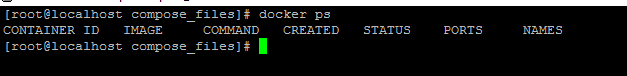 [root@localhost compose_files]# docker ps
CONTAINER ID   IMAGE     COMMAND   CREATED   STATUS    PORTS     NAMES
[root@localhost compose_files]#